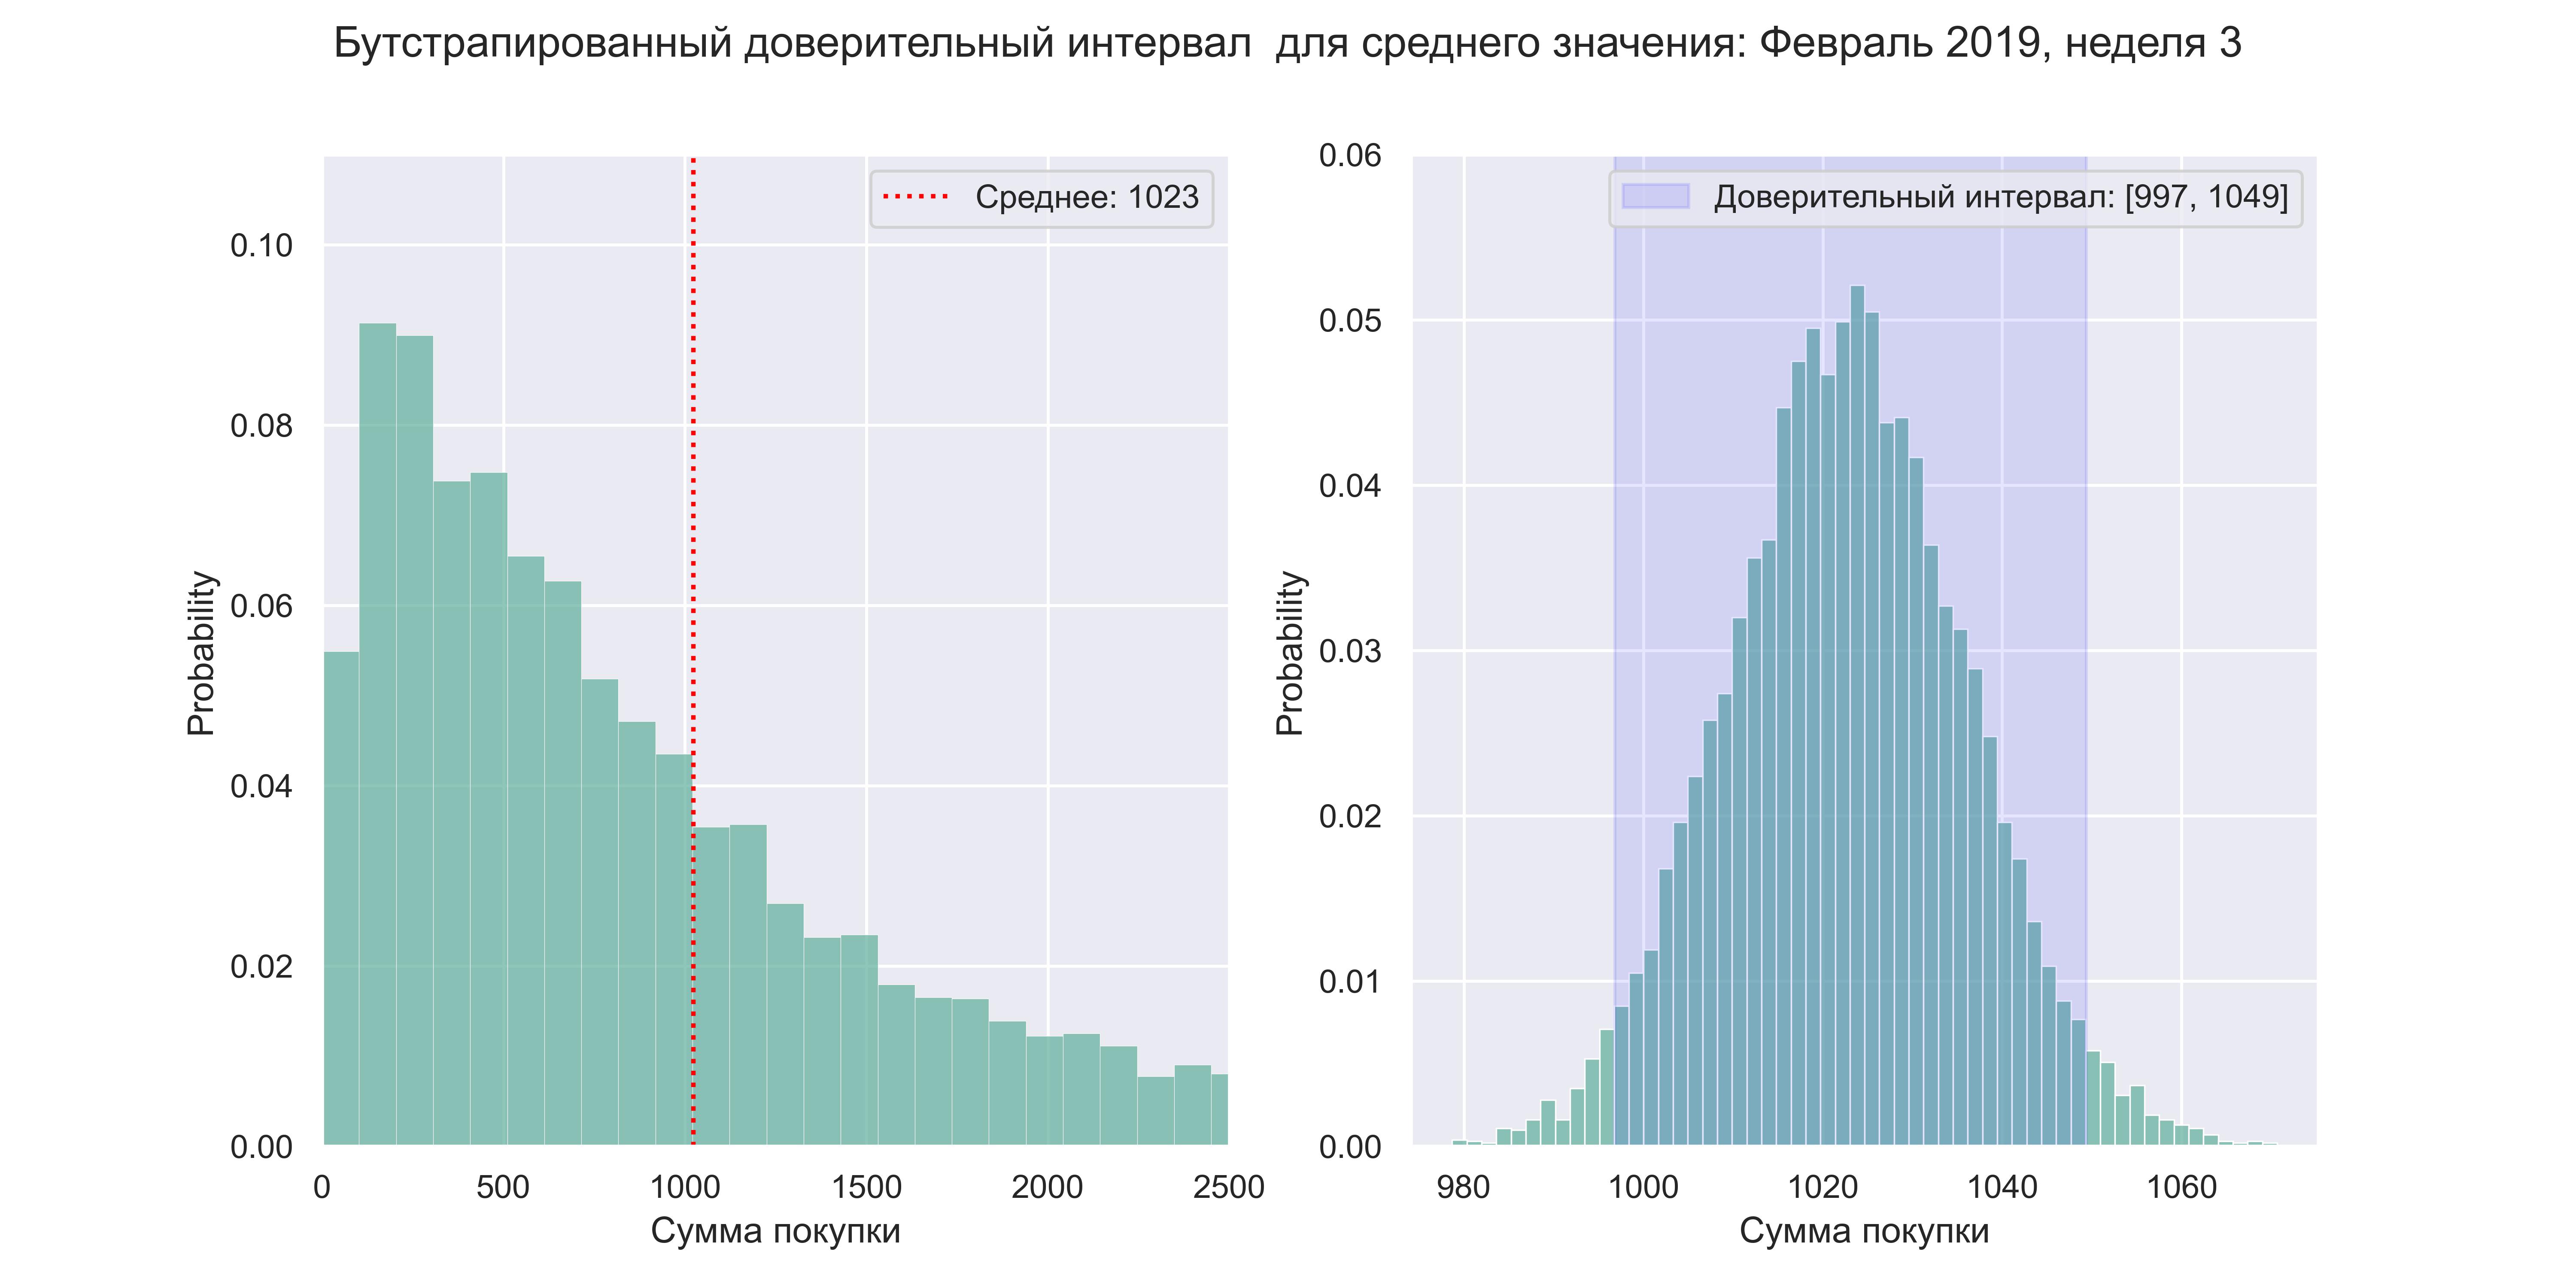 Бутстрапированный доверительный интервал  для среднего значения: Февраль 2019, неделя 3
Среднее: 1023
Probability
0.10
0.08
0.06
0.04
0.02
0.00
0 500 1000 1500 2000 2500
Сумма покупки
Доверительный интервал: [997, 1049]
Probability
0.06
0.05
0.04
0.03
0.02
0.01
0.00
980 1000 1020 1040 1060
Сумма покупки